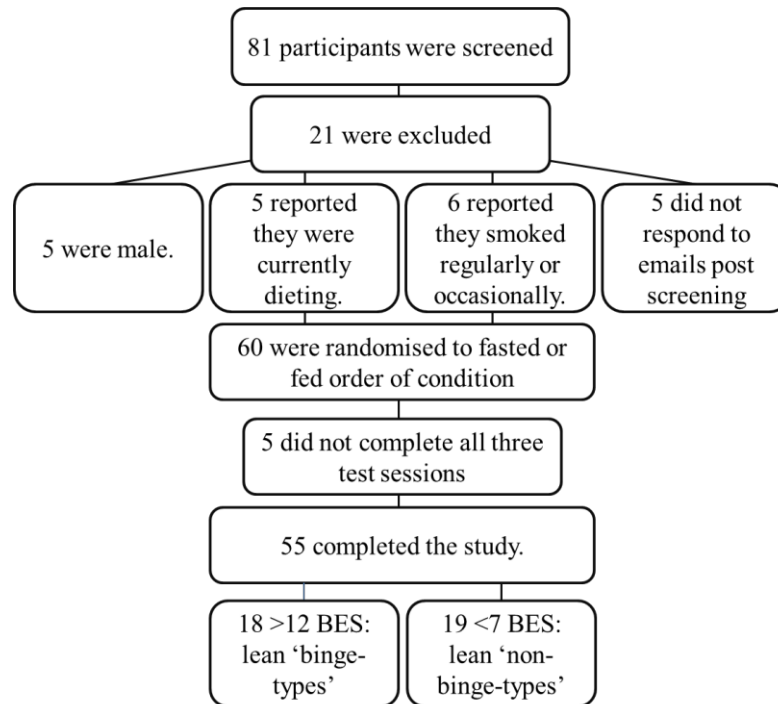 81 participants were screened
21 were excluded
5 were male.
5 reported
they were
currently
dieting.
6 reported
they smoked
regularly or
occasionally.
5 did not
respond to
emails post
screening
60 were randomised to fasted or
fed order of condition
5 did not complete all three
test sessions
55 completed the study.
18 >12 BES:
lean ‘binge-
types’
19 <7 BES:
lean ‘non-
binge-types’